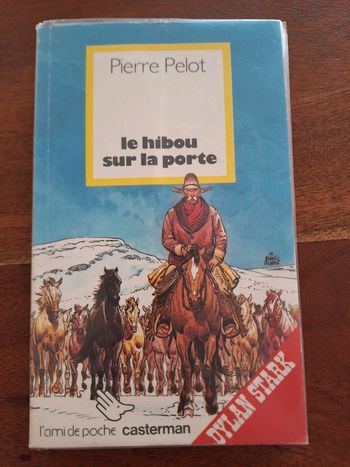 Pierre Pelot
le hibou
sur la porte
DYLAN STARK
l'ami de poche casterman